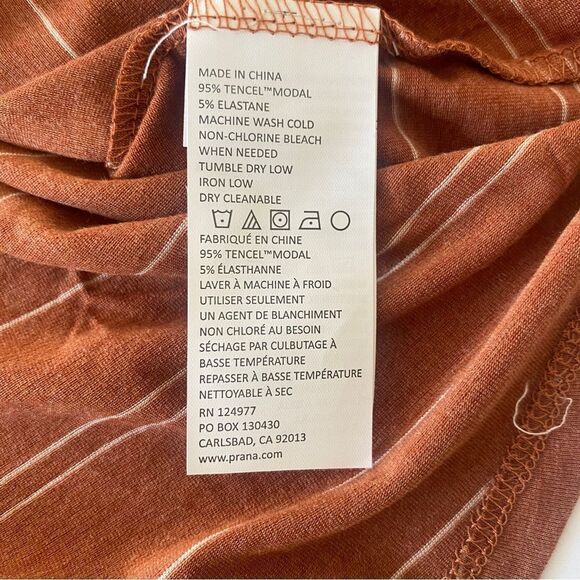 MADE IN CHINA
95% TENCEL™MODAL
5% ELASTANE
MACHINE WASH COLD
NON-CHLORINE BLEACH
WHEN NEEDED
TUMBLE DRY LOW
IRON LOW
DRY CLEANABLE
FABRIQUÉ EN CHINE
95% TENCEL™MODAL
5% ÉLASTHANNE
LAVER À MACHINE À FROID
UTILISER SEULEMENT
UN AGENT DE BLANCHIMENT
NON CHLORÉ AU BESOIN
SÉCHAGE PAR CULBUTAGE À
BASSE TEMPÉRATURE
REPASSER À BASSE TEMPÉRATURE
NETTOYABLE À SEC
RN 124977
PO BOX 130430
CARLSBAD, CA 92013
www.prana.com